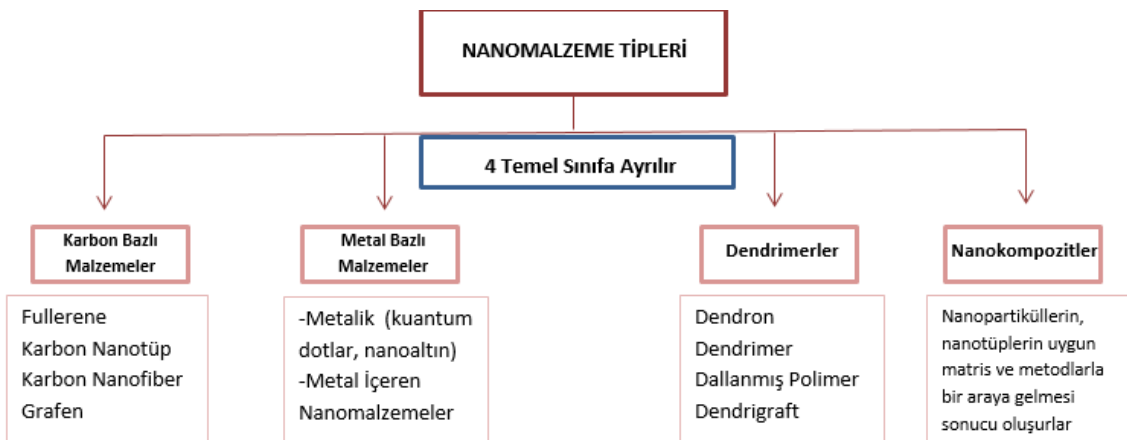 NANOMALZEME TİPLERİ
4 Temel Sınıfa Ayrılır
Karbon Bazlı
Malzemeler
Fullerene
Karbon Nanotüp
Karbon Nanofiber
Grafen
Metal Bazlı
Malzemeler
-Metalik (kuantum
dotlar, nanoaltın)
-Metal İçeren
Nanomalzemeler
Dendrimerler
Dendron
Dendrimer
Dallanmış Polimer
Dendrigraft
Nanokompozitler
Nanopartiküllerin,
nanotüplerin uygun
matris ve metodlarla
bir araya gelmesi
sonucu oluşurlar